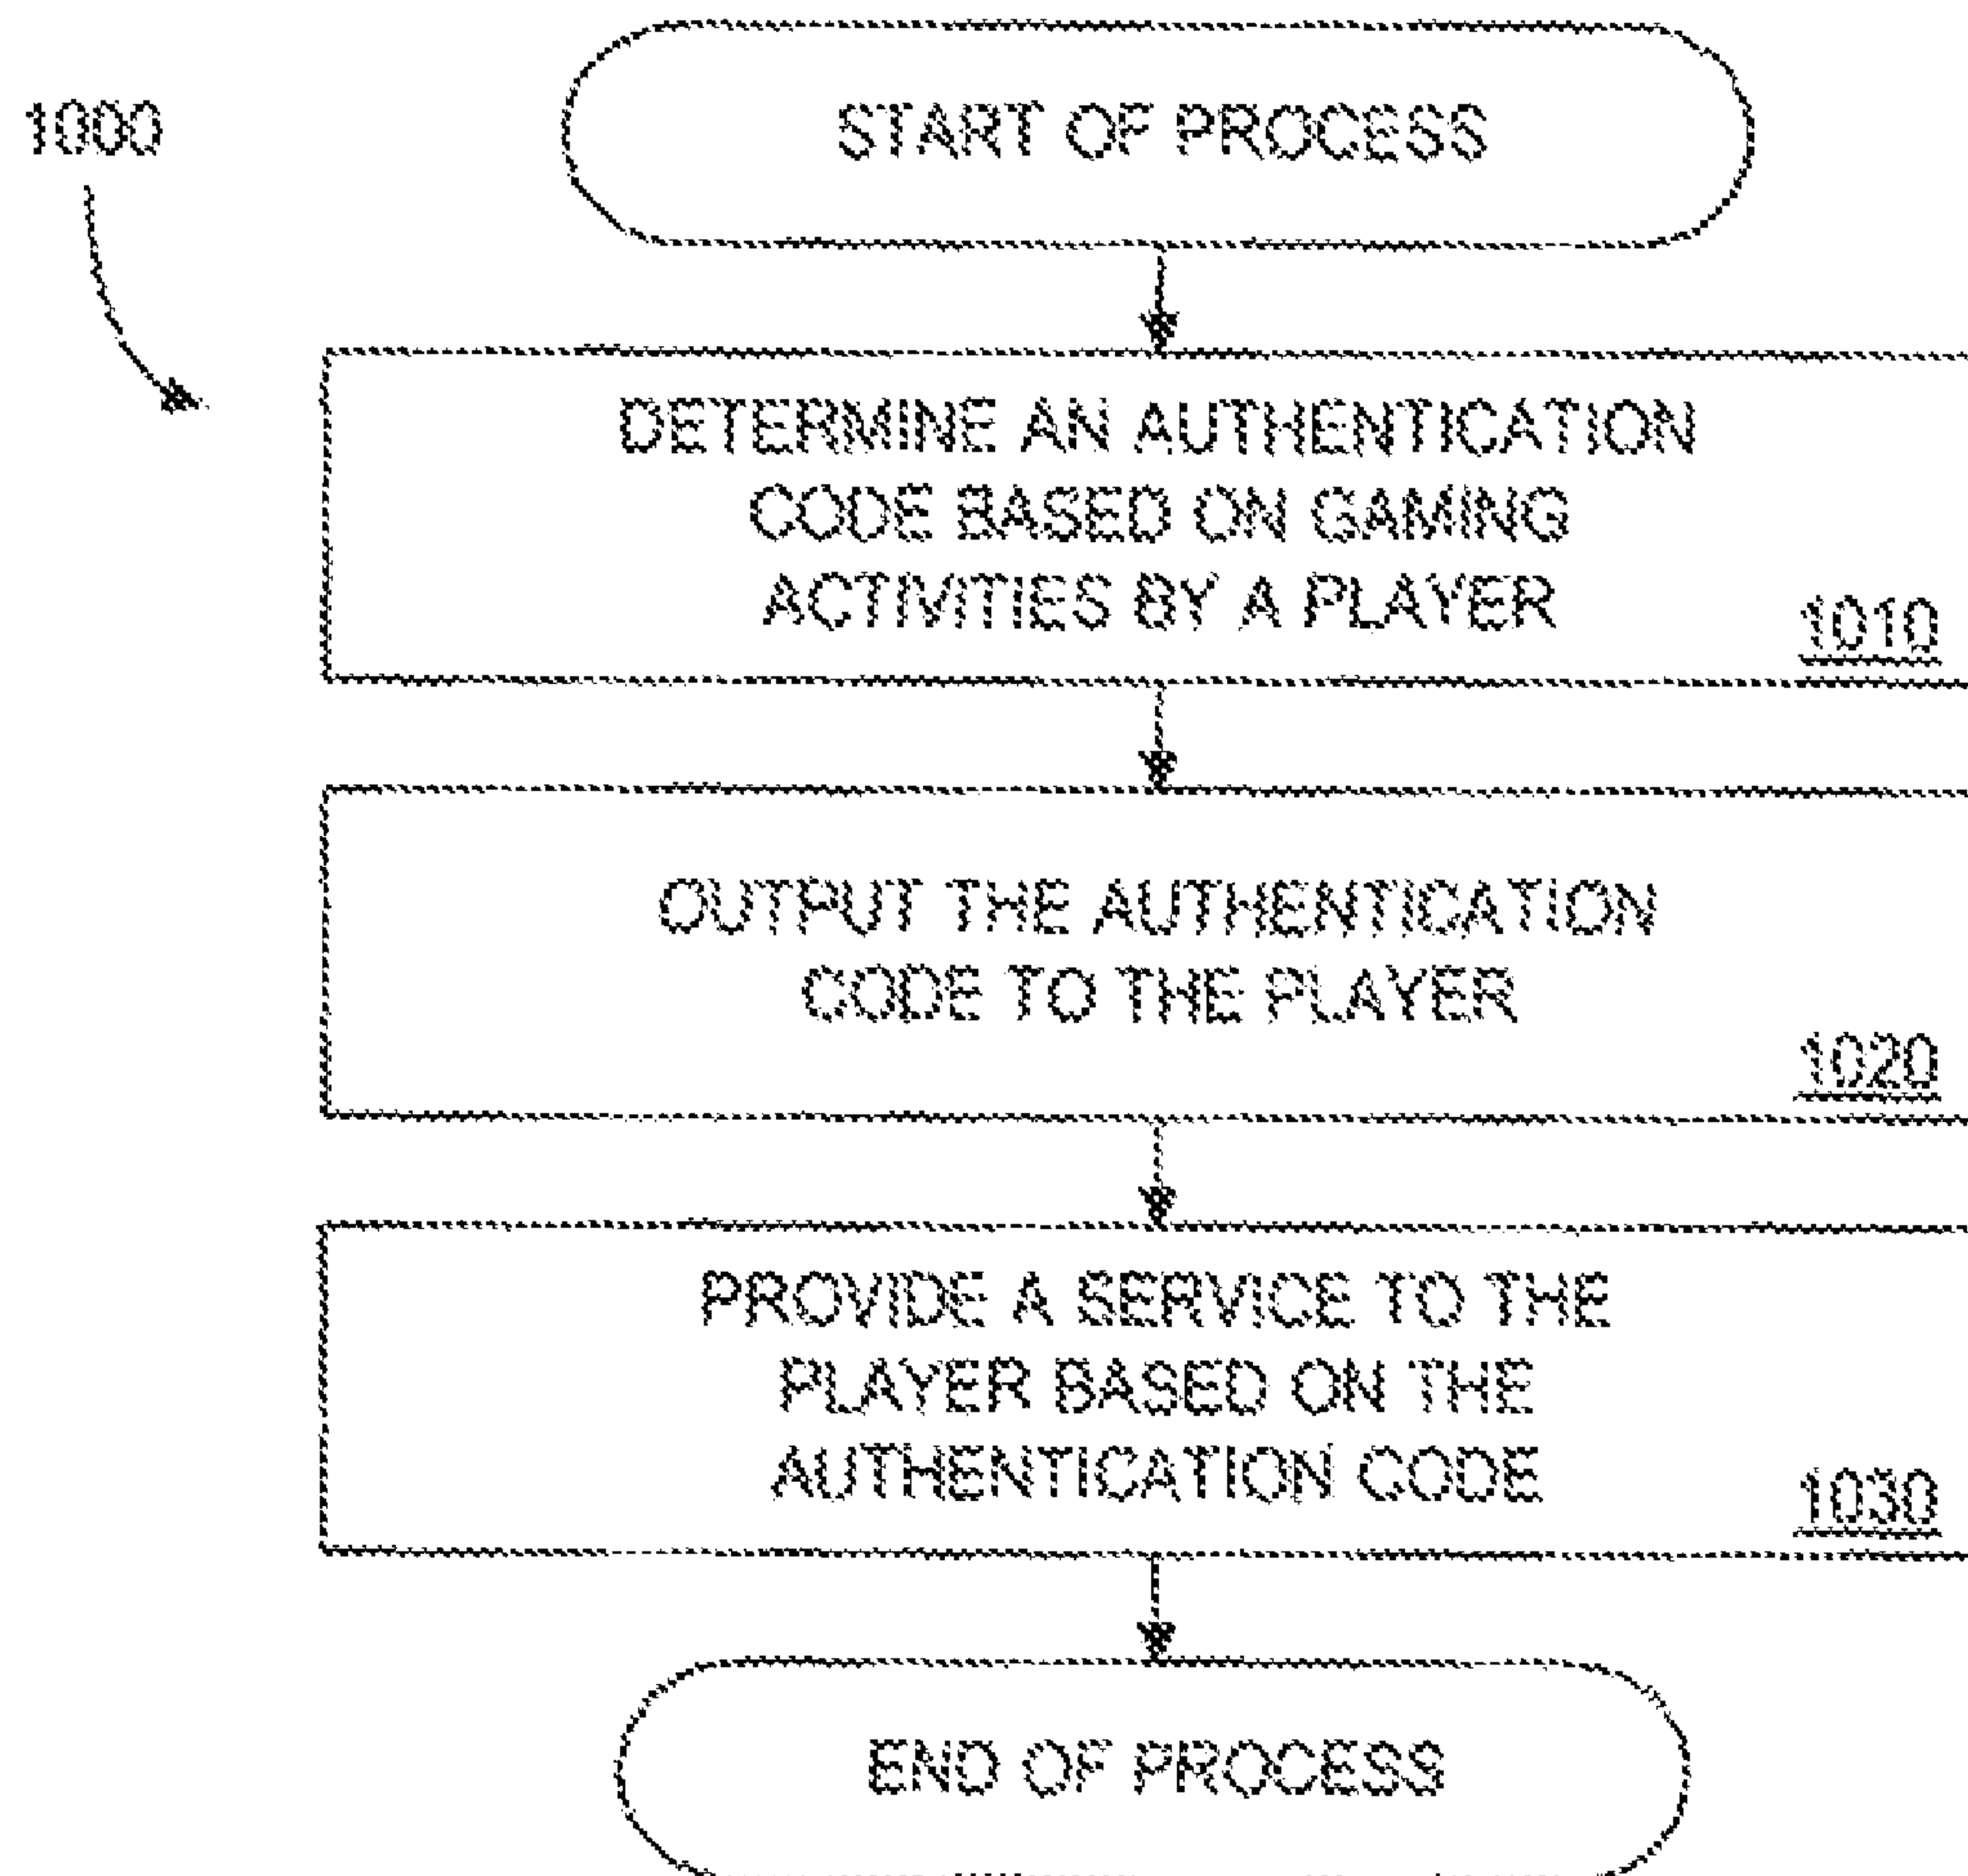 1000
START OF PROCESS
DETERMINE AN AUTHENTICATION
CODE BASED ON GAMING
ACTIVITIES BY A PLAYER
1010
OUTPUT THE AUTHENTICATION
CODE TO THE PLAYER
1020
PROVIDE A SERVICE TO THE
PLAYER BASED ON THE
AUTHENTICATION CODE
1030
END OF PROCESS